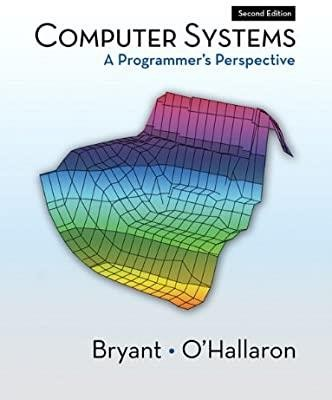 Second Edition
COMPUTER SYSTEMS
A Programmer's Perspective
Bryant • O'Hallaron